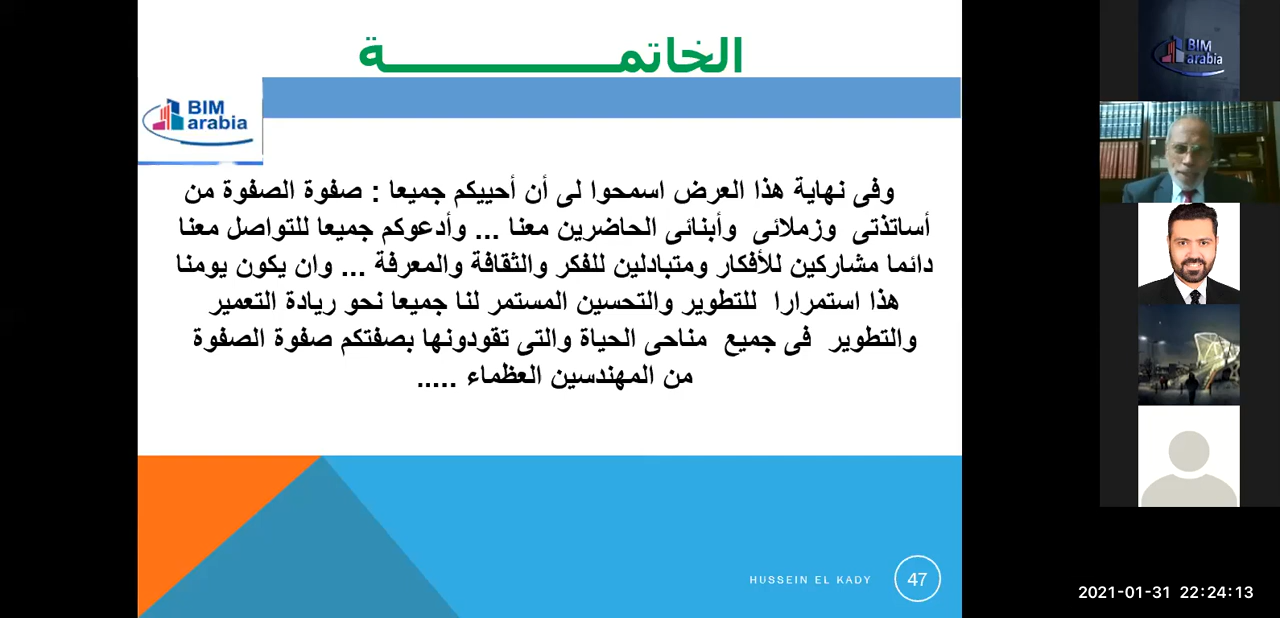 الخاتمـــــــــــــــــــة
BIM
arabia
وفى نهاية هذا العرض اسمحوا لى أن أحييكم جميعا : صفوة الصفوة من
أساتذتى وزملائى وأبنائى الحاضرين معنا ... وأدعوكم جميعا للتواصل معنا
دائما مشاركين للأفكار ومتبادلين للفكر والثقافة والمعرفة ... وان يكون يومنا
هذا استمرارا للتطوير والتحسين المستمر لنا جميعا نحو ريادة التعمير
والتطوير فى جميع مناحى الحياة والتى تقودونها بصفتكم صفوة الصفوة
من المهندسين العظماء .....
HUSSEIN EL KADY
47
BIM
arabia
2021-01-31 22:24:13